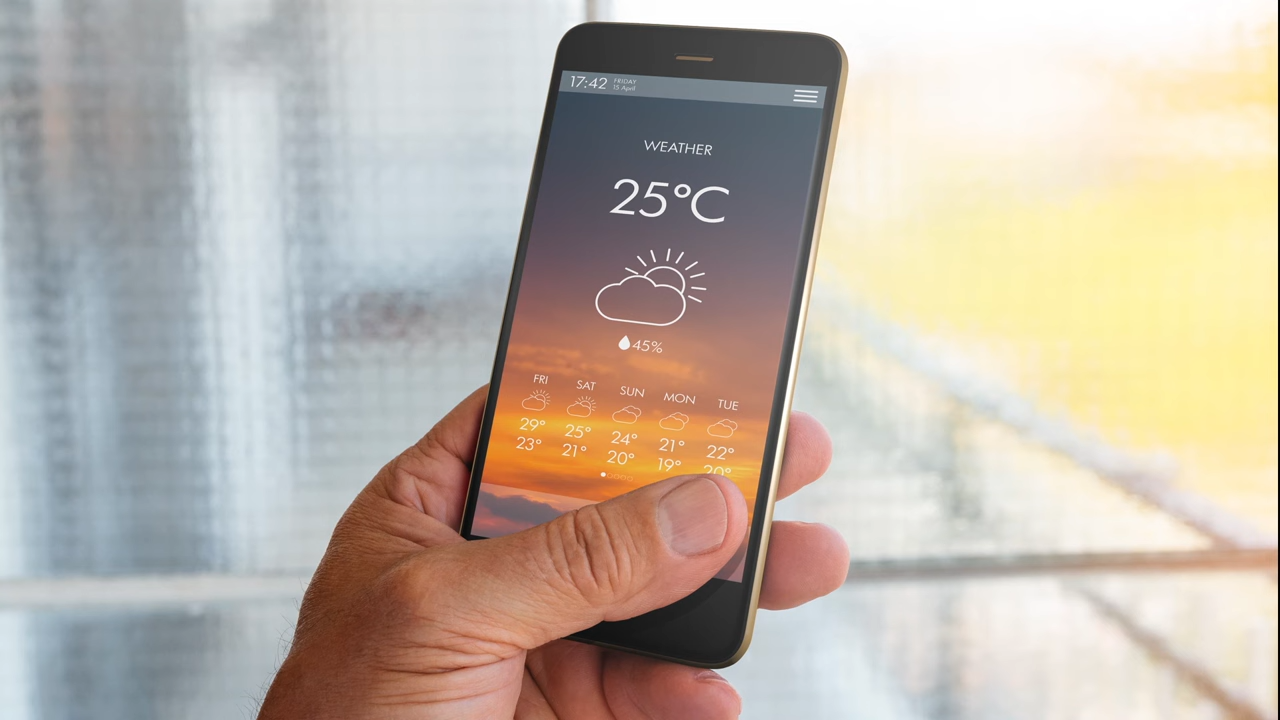 17:42 FRIDAY
15 April
WEATHER
25°C
45%
FRI SAT SUN MON TUE
29° 25° 24° 21° 22°
23° 21° 20° 19° 20°